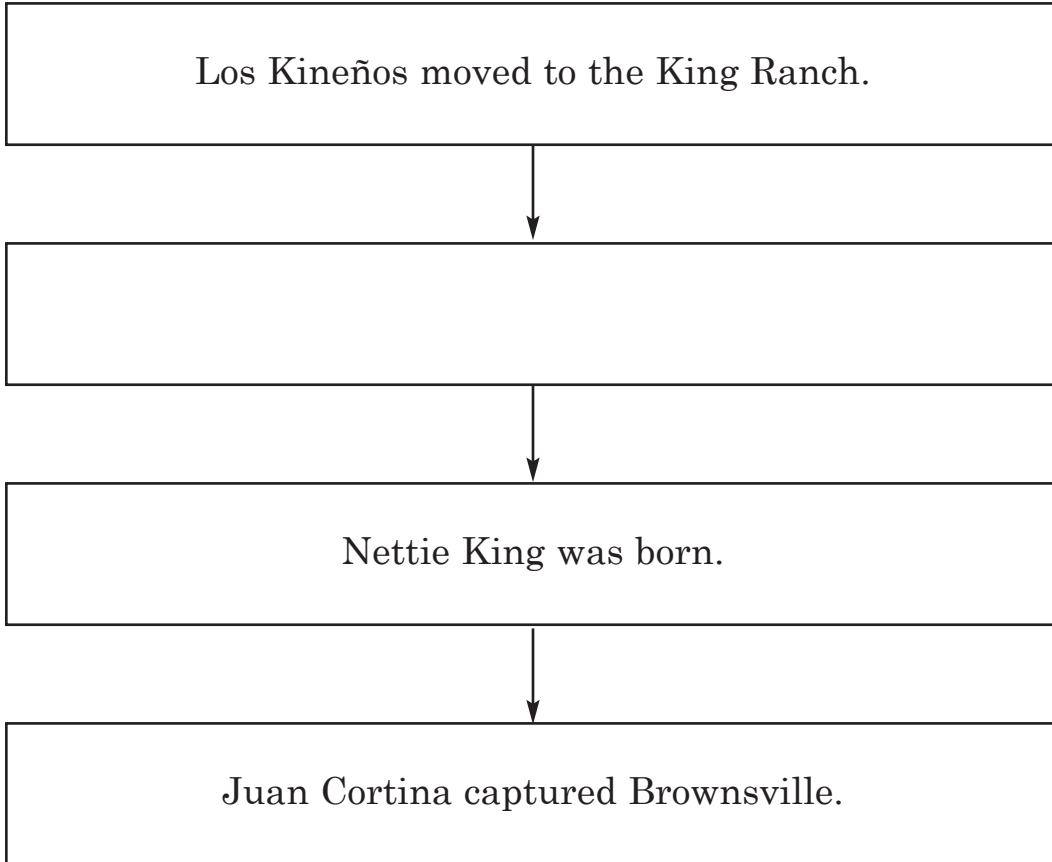 Los Kineños moved to the King Ranch.
Nettie King was born.
Juan Cortina captured Brownsville.